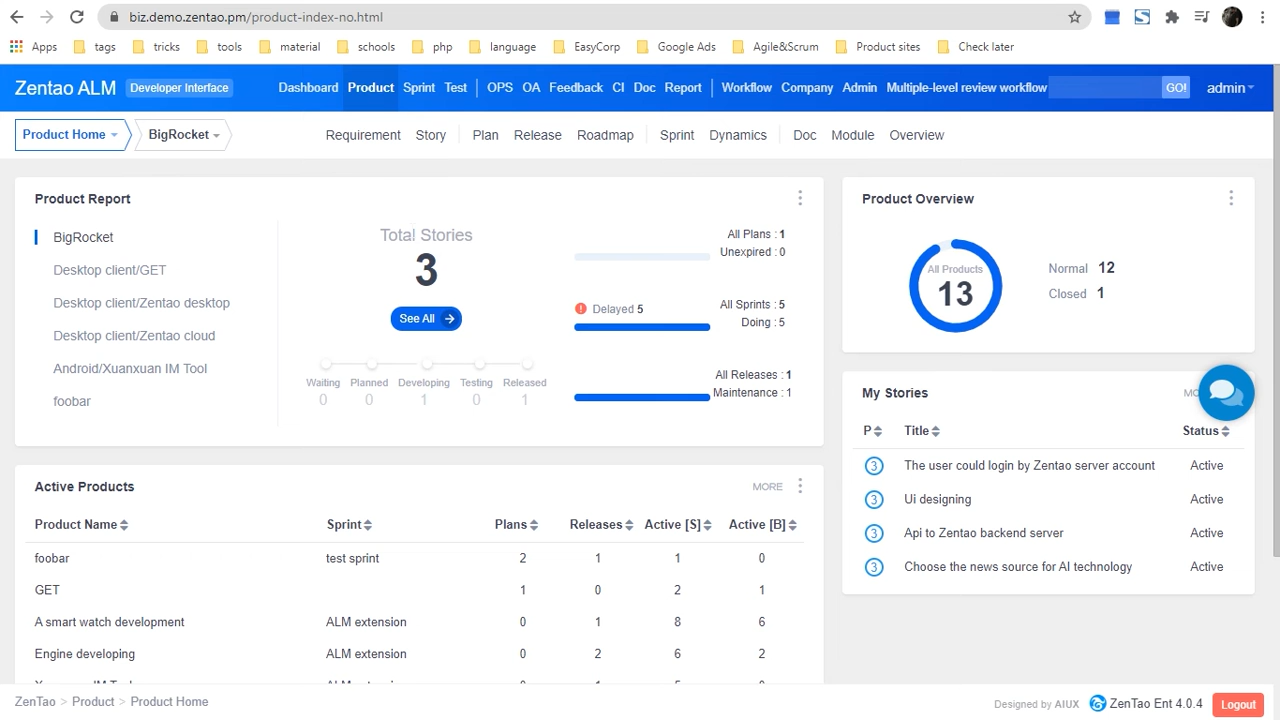 biz.demo.zentao.pm/product-index-no.html
Apps tags tricks tools material schools php language EasyCorp Google Ads Agile&Scrum Product sites Check later
Zentao ALM Developer Interface Dashboard Product Sprint Test OPS OA Feedback CI Doc Report Workflow Company Admin Multiple-level review workflow GO! admin
Product Home BigRocket Requirement Story Plan Release Roadmap Sprint Dynamics Doc Module Overview
Product Report
BigRocket
Desktop client/GET
Desktop client/Zentao desktop
Desktop client/Zentao cloud
Android/Xuanxuan IM Tool
foobar
Total Stories
3
See All
Waiting Planned Developing Testing Released
0 0 1 0 1
All Plans : 1
Unexpired : 0
Delayed 5
All Sprints : 5
Doing : 5
All Releases : 1
Maintenance : 1
Product Overview
All Products
13
Normal 12
Closed 1
My Stories
P Title Status
3 The user could login by Zentao server account Active
3 Ui designing Active
3 Api to Zentao backend server Active
3 Choose the news source for AI technology Active
Active Products MORE
Product Name Sprint Plans Releases Active [S] Active [B]
foobar test sprint 2 1 1 0
GET 1 0 2 1
A smart watch development ALM extension 0 1 8 6
Engine developing ALM extension 0 2 6 2
ZenTao > Product > Product Home
Designed by AIUX ZenTao Ent 4.0.4 Logout